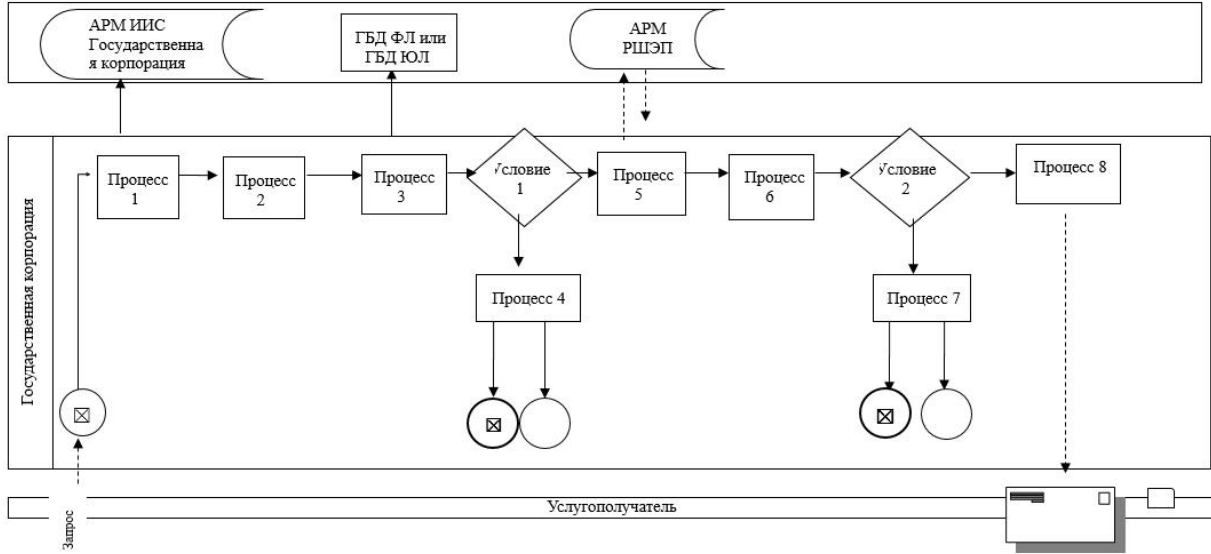 АРМ ИИС
Государственна
я корпорация
ГБД ФЛ или
ГБД ЮЛ
АРМ
РШЭП
Государственная корпорация
Процесс
1
Процесс
2
Процесс
3
Условие
1
Процесс
5
Процесс
6
Условие
2
Процесс 8
Процесс 4
Процесс 7
Запрос
Услугополучатель